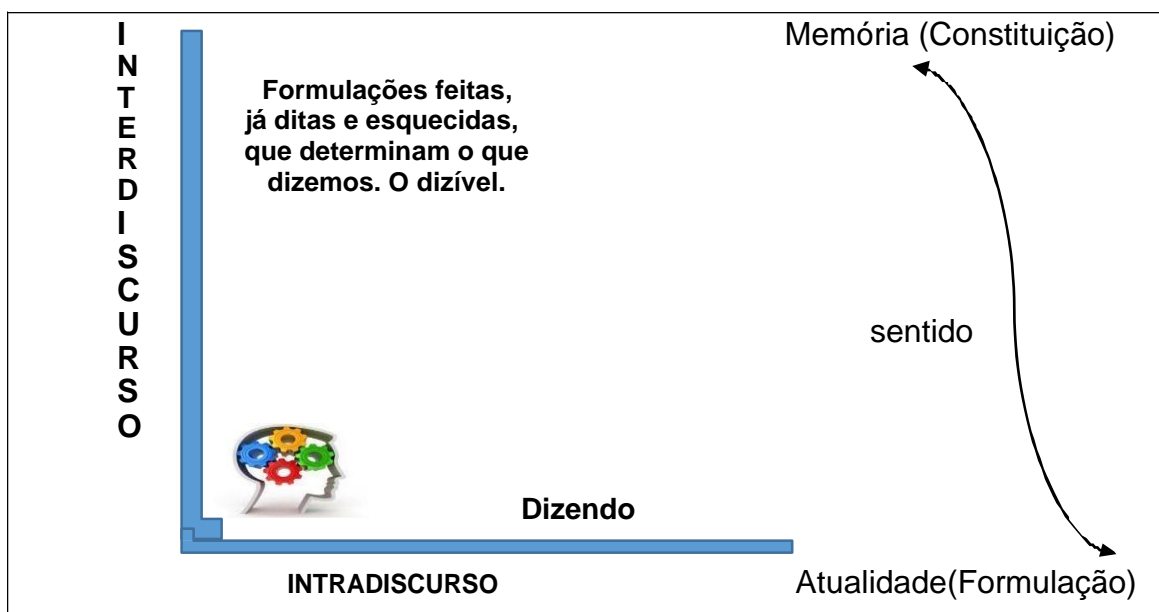 INTERDISCURSO
Memória (Constituição)
Formulações feitas,
já ditas e esquecidas,
que determinam o que
dizemos. O dizível.
sentido
Dizendo
INTRADISCURSO
Atualidade(Formulação)